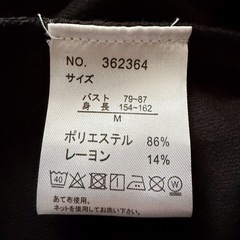 NO. 362364
サイズ
バスト 79~87
身長 154~162
M
ポリエステル 86%
レーヨン 14%
40 W
あて布使用。
ネットを使用して下さい。